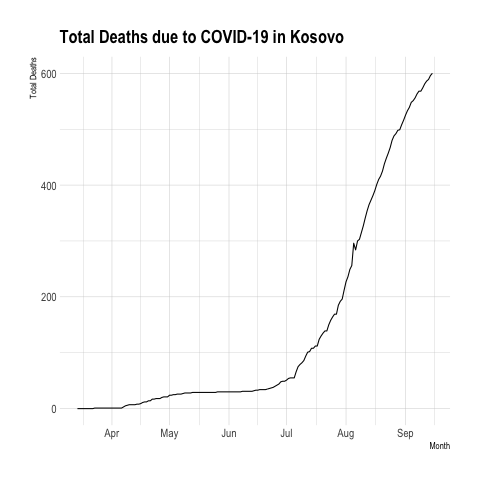 Total Deaths due to COVID-19 in Kosovo
Total Deaths
600
400
200
0
Apr May Jun Jul Aug Sep
Month